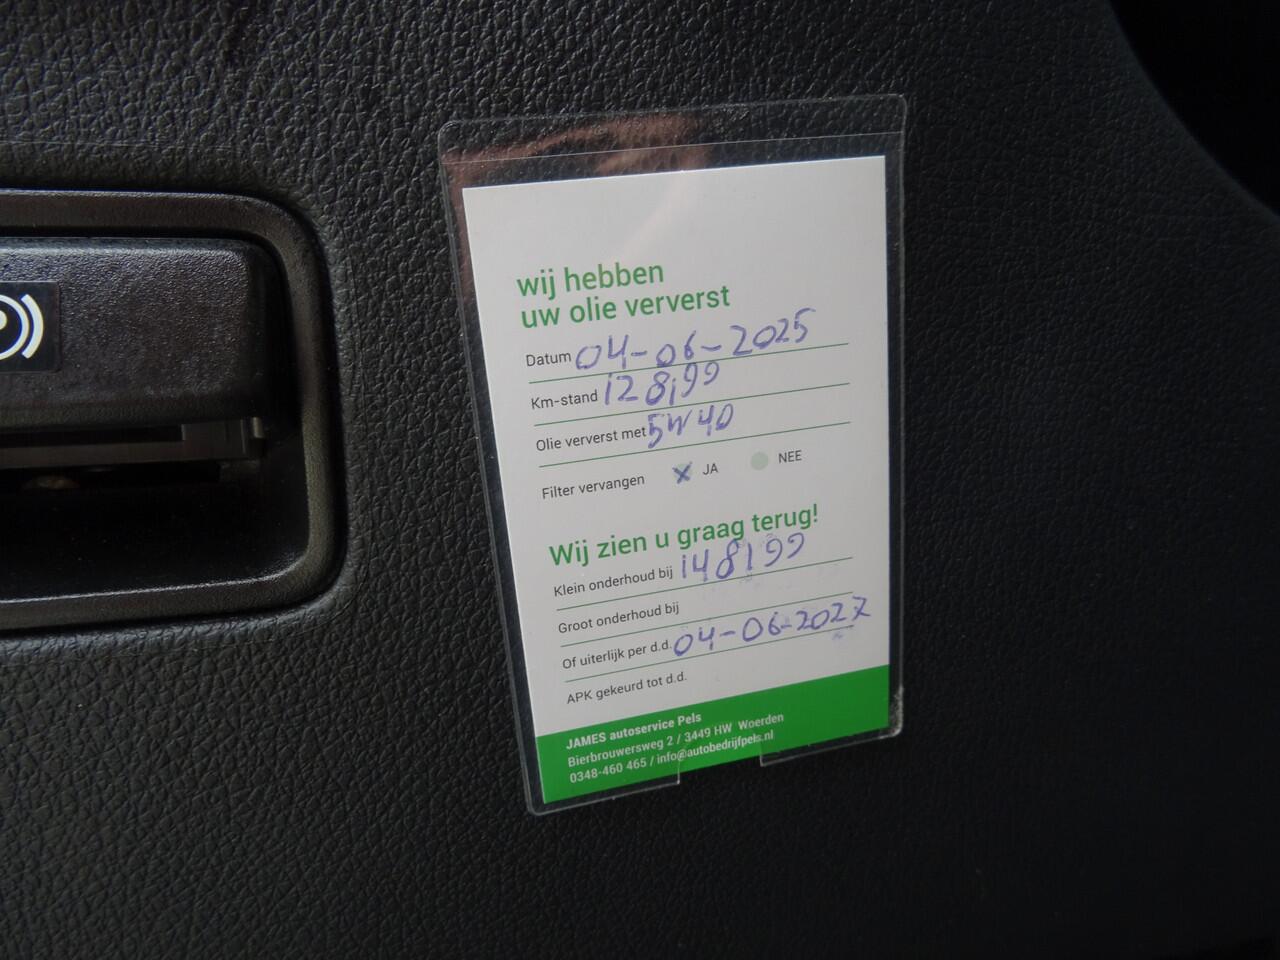 wij hebben
uw olie ververst
Datum 04-06-2025
Km-stand 128199
Olie ververst met 5W40
Filter vervangen X JA NEE
Wij zien u graag terug!
Klein onderhoud bij 148199
Groot onderhoud bij
Of uiterlijk per d.d. 04-06-2027
APK gekeurd tot d.d.
JAMES autoservice Pels
Bierbrouwersweg 2 / 3449 HW Woerden
0348-460 465 / info@autobedrijfpels.nl